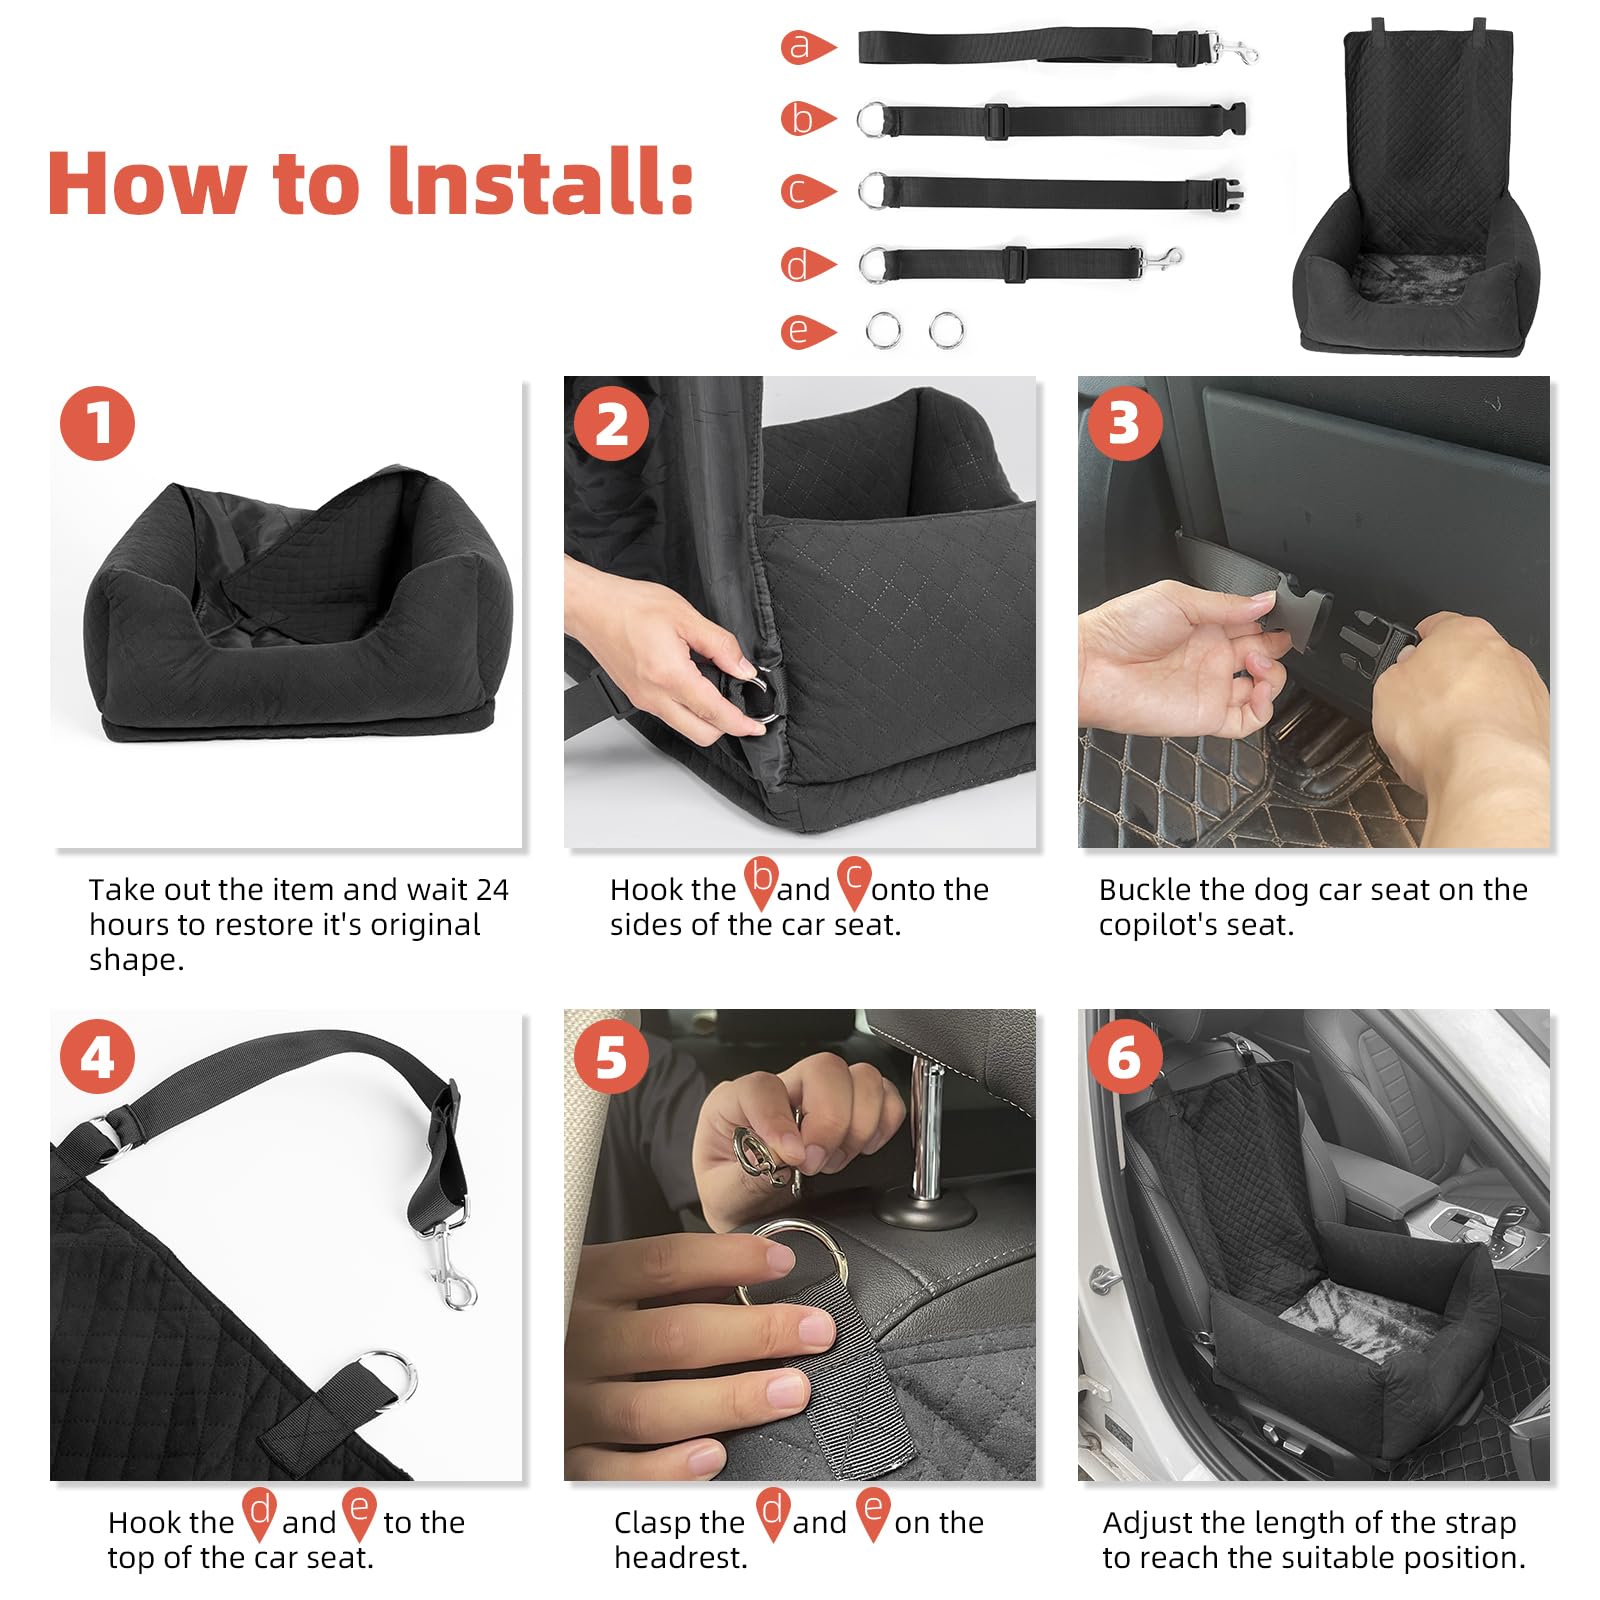 How to lnstall:
a
b
c
d
e
1
2
3
Take out the item and wait 24
hours to restore it's original
shape.
Hook the b and c onto the
sides of the car seat.
Buckle the dog car seat on the
copilot's seat.
4
5
6
Hook the d and e to the
top of the car seat.
Clasp the d and e on the
headrest.
Adjust the length of the strap
to reach the suitable position.